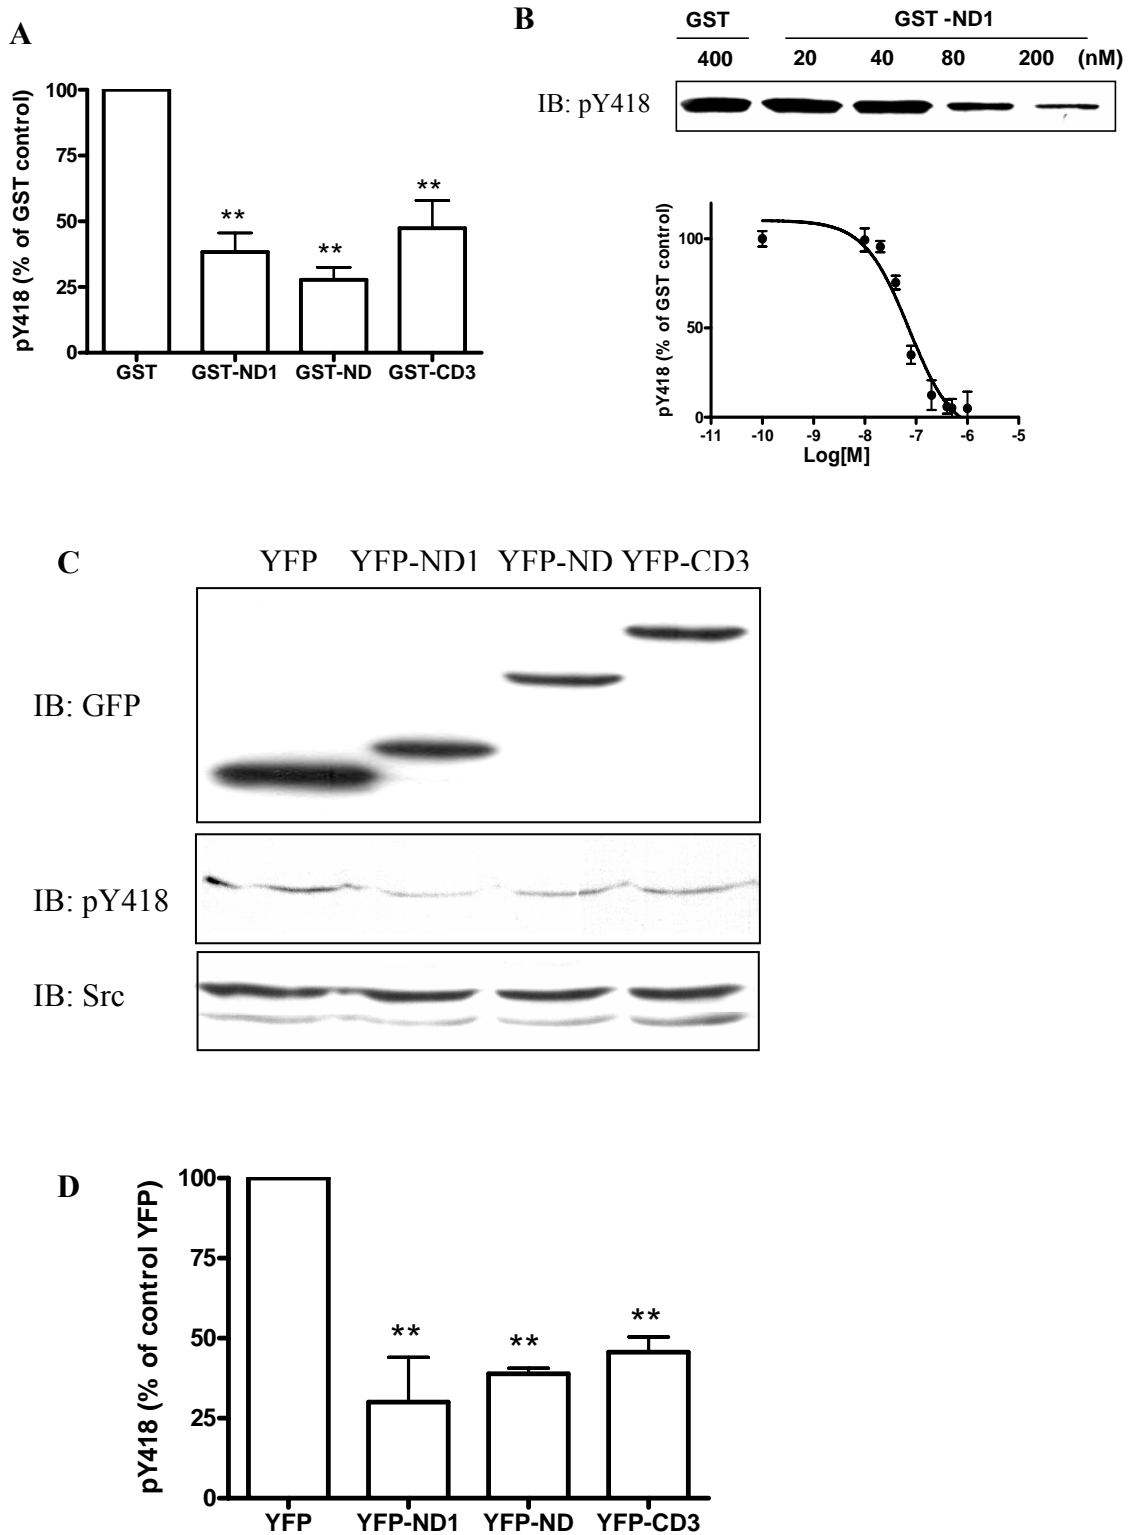 A
pY418 (% of GST control)
100
75
50
25
0
**
**
**
GST GST-ND1 GST-ND GST-CD3
B
GST GST -ND1
400 20 40 80 200 (nM)
IB: pY418
pY418 (% of GST control)
100
50
0
-11 -10 -9 -8 -7 -6 -5
Log[M]
C
YFP YFP-ND1 YFP-ND YFP-CD3
IB: GFP
IB: pY418
IB: Src
D
pY418 (% of control YFP)
100
75
50
25
0
**
**
**
YFP YFP-ND1 YFP-ND YFP-CD3